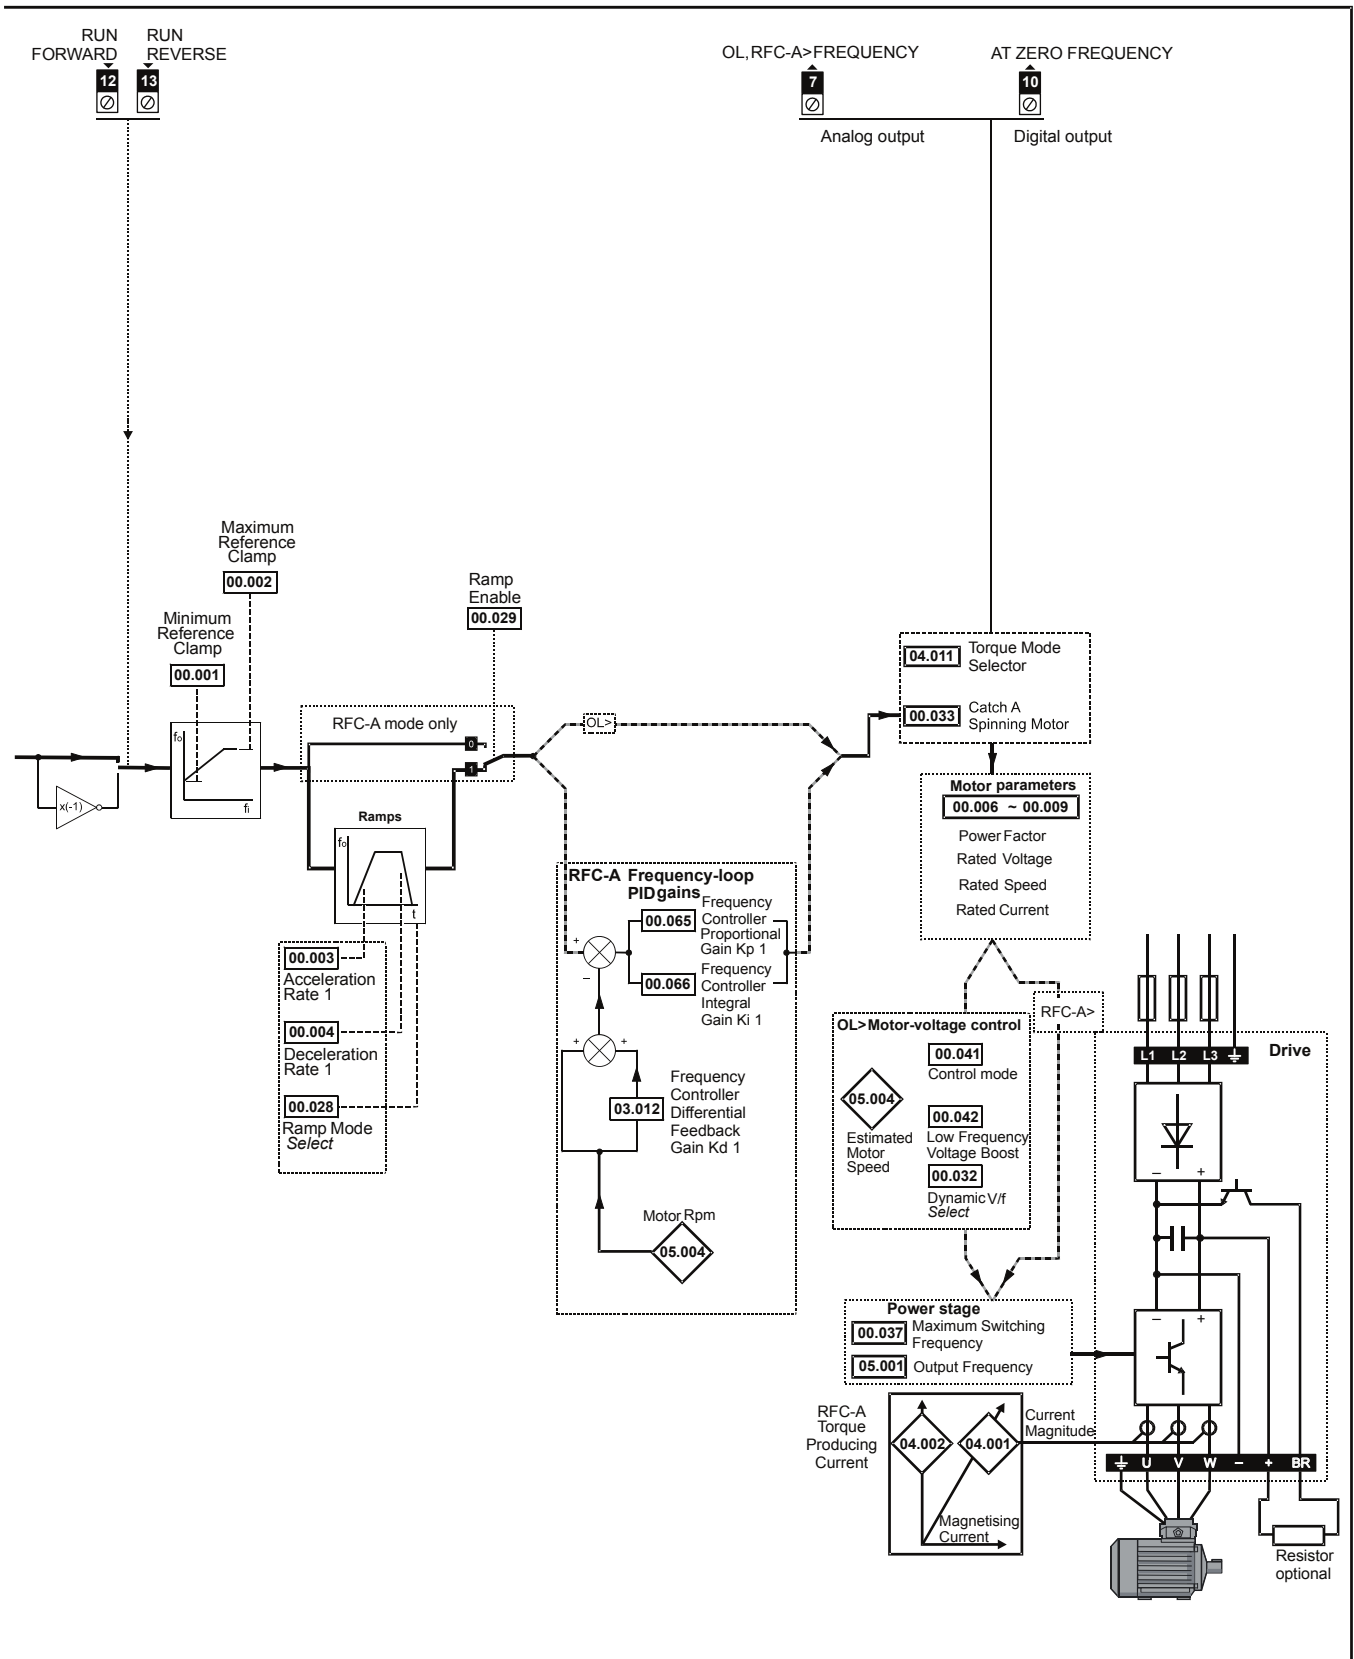 RUN
FORWARD
RUN
REVERSE
12
13
OL,RFC-A>FREQUENCY
AT ZERO FREQUENCY
7
10
Analog output
Digital output
Maximum
Reference
Clamp
00.002
Minimum
Reference
Clamp
00.001
Ramp
Enable
00.029
RFC-A mode only
0
1
OL>
x(-1)
fo
fi
Ramps
fo
t
00.003
Acceleration
Rate 1
00.004
Deceleration
Rate 1
00.028
Ramp Mode
Select
RFC-A Frequency-loop
PID gains
00.065
Frequency
Controller
Proportional
Gain Kp 1
00.066
Frequency
Controller
Integral
Gain Ki 1
+
−
+
+
03.012
Frequency
Controller
Differential
Feedback
Gain Kd 1
Motor Rpm
05.004
04.011
Torque Mode
Selector
00.033
Catch A
Spinning Motor
Motor parameters
00.006 ~ 00.009
Power Factor
Rated Voltage
Rated Speed
Rated Current
RFC-A>
OL>Motor-voltage control
00.041
Control mode
05.004
Estimated
Motor
Speed
00.042
Low Frequency
Voltage Boost
00.032
Dynamic V/f
Select
Power stage
00.037
Maximum Switching
Frequency
05.001
Output Frequency
RFC-A
Torque
Producing
Current
04.002
04.001
Magnetising
Current
Current
Magnitude
Drive
L1 L2 L3
− +
− +
U V W − + BR
Resistor
optional